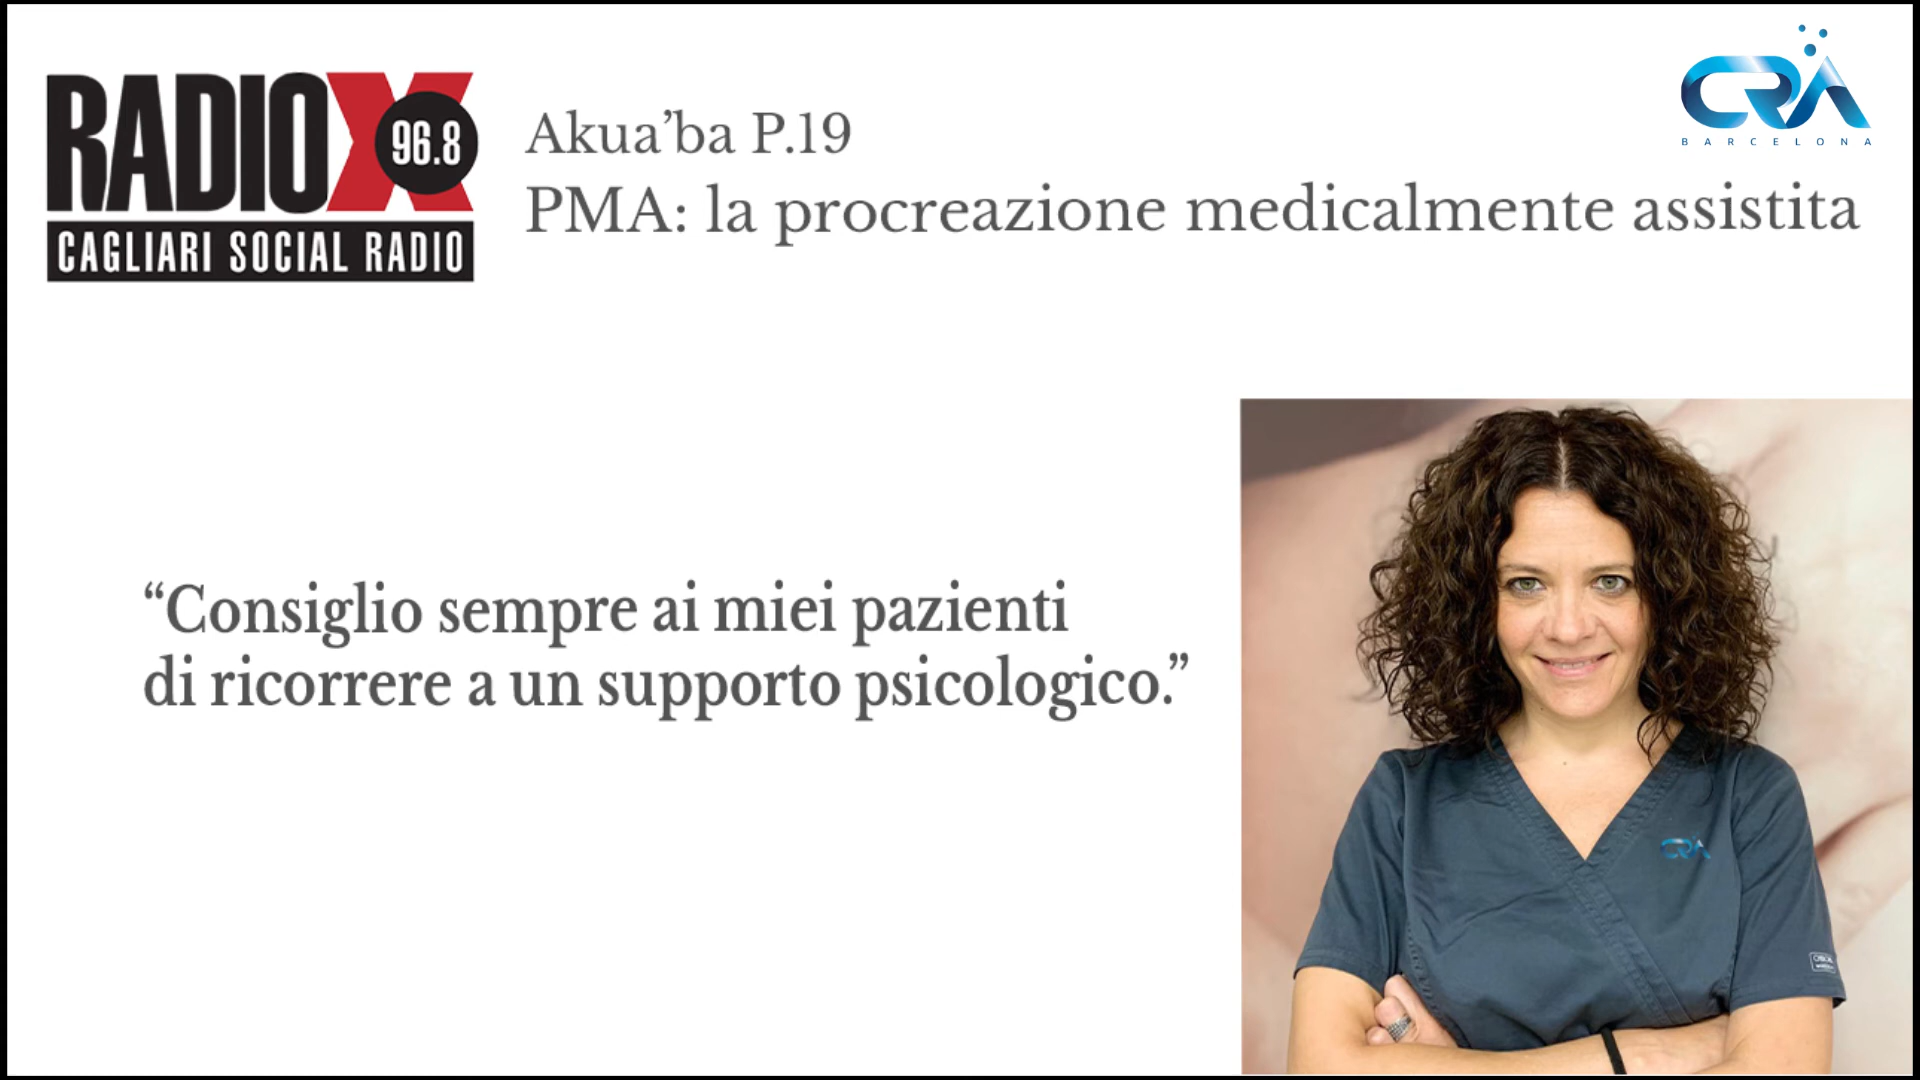 RADIOX
96.8
CAGLIARI SOCIAL RADIO
Akua’ba P.19
PMA: la procreazione medicalmente assistita
CRA
BARCELONA
“Consiglio sempre ai miei pazienti
di ricorrere a un supporto psicologico.”
CRA